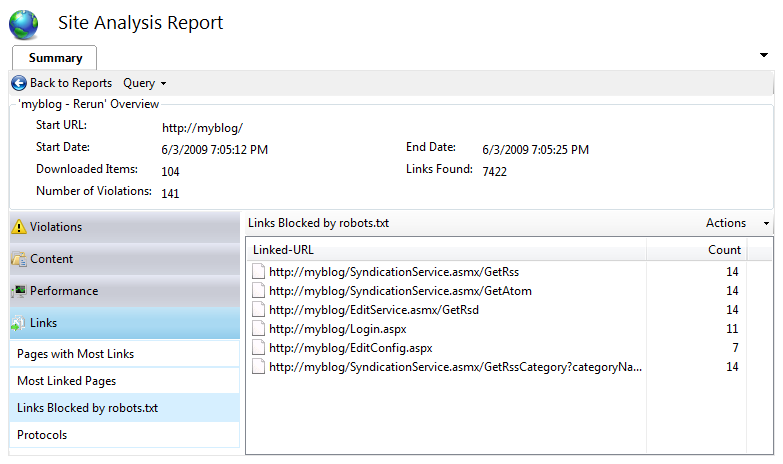 Site Analysis Report
Summary
Back to Reports Query
'myblog - Rerun' Overview
Start URL: http://myblog/
Start Date: 6/3/2009 7:05:12 PM End Date: 6/3/2009 7:05:25 PM
Downloaded Items: 104 Links Found: 7422
Number of Violations: 141
Violations
Content
Performance
Links
Pages with Most Links
Most Linked Pages
Links Blocked by robots.txt
Protocols
Links Blocked by robots.txt Actions
Linked-URL Count
http://myblog/SyndicationService.asmx/GetRss 14
http://myblog/SyndicationService.asmx/GetAtom 14
http://myblog/EditService.asmx/GetRsd 14
http://myblog/Login.aspx 11
http://myblog/EditConfig.aspx 7
http://myblog/SyndicationService.asmx/GetRssCategory?categoryNa... 14